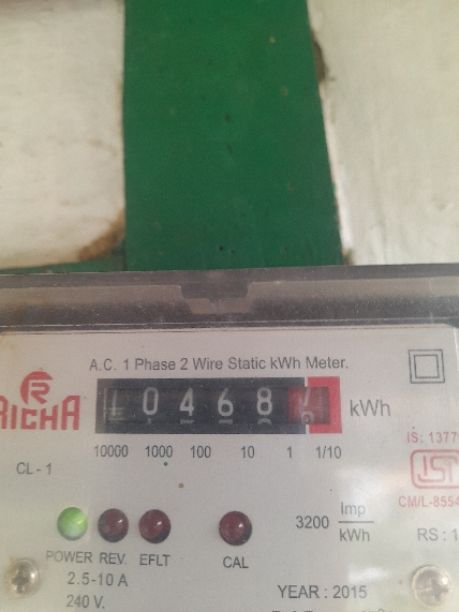 A.C. 1 Phase 2 Wire Static kWh Meter.
RICHA
10468 kWh
10000 1000 100 10 1 1/10
IS: 1377
CL - 1
ISI
CM/L-8554
3200 Imp
kWh
RS : 1
POWER REV. EFLT CAL
2.5-10 A
240 V.
YEAR : 2015